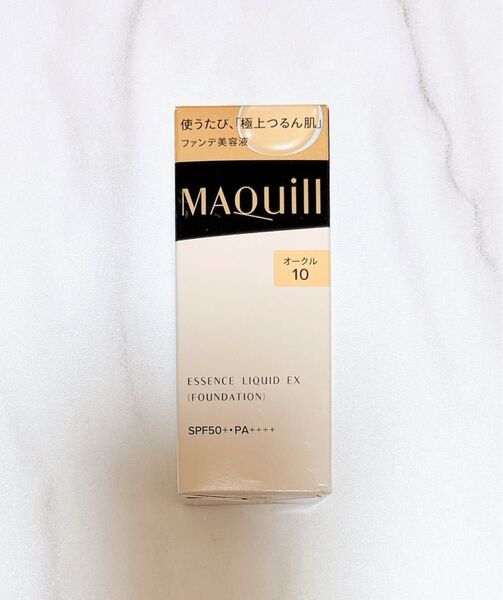 使うたび、「極上つるん肌」
ファンデ美容液
MAQuill
オークル
10
ESSENCE LIQUID EX
(FOUNDATION)
SPF50+・PA++++